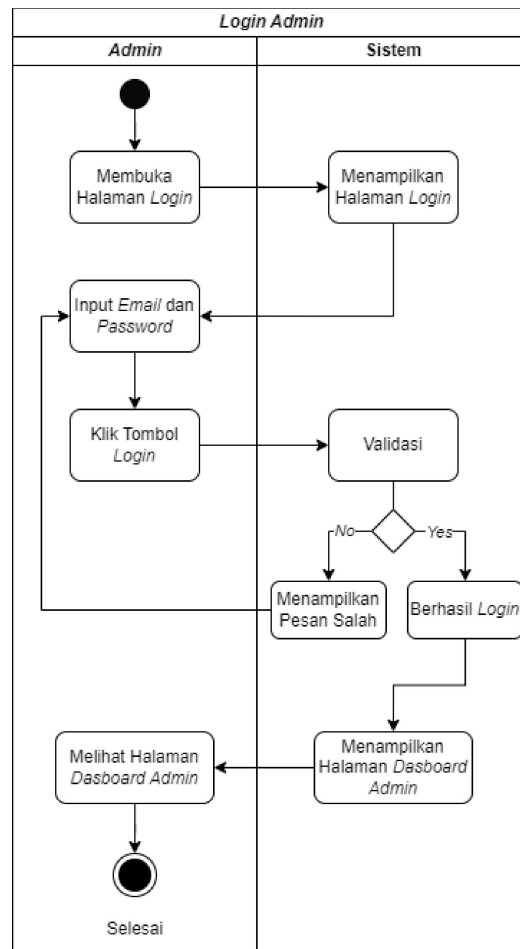 Login Admin
Admin
Sistem
Membuka
Halaman Login
Menampilkan
Halaman Login
Input Email dan
Password
Klik Tombol
Login
Validasi
No
Yes
Menampilkan
Pesan Salah
Berhasil Login
Menampilkan
Halaman Dasboard
Admin
Melihat Halaman
Dasboard Admin
Selesai